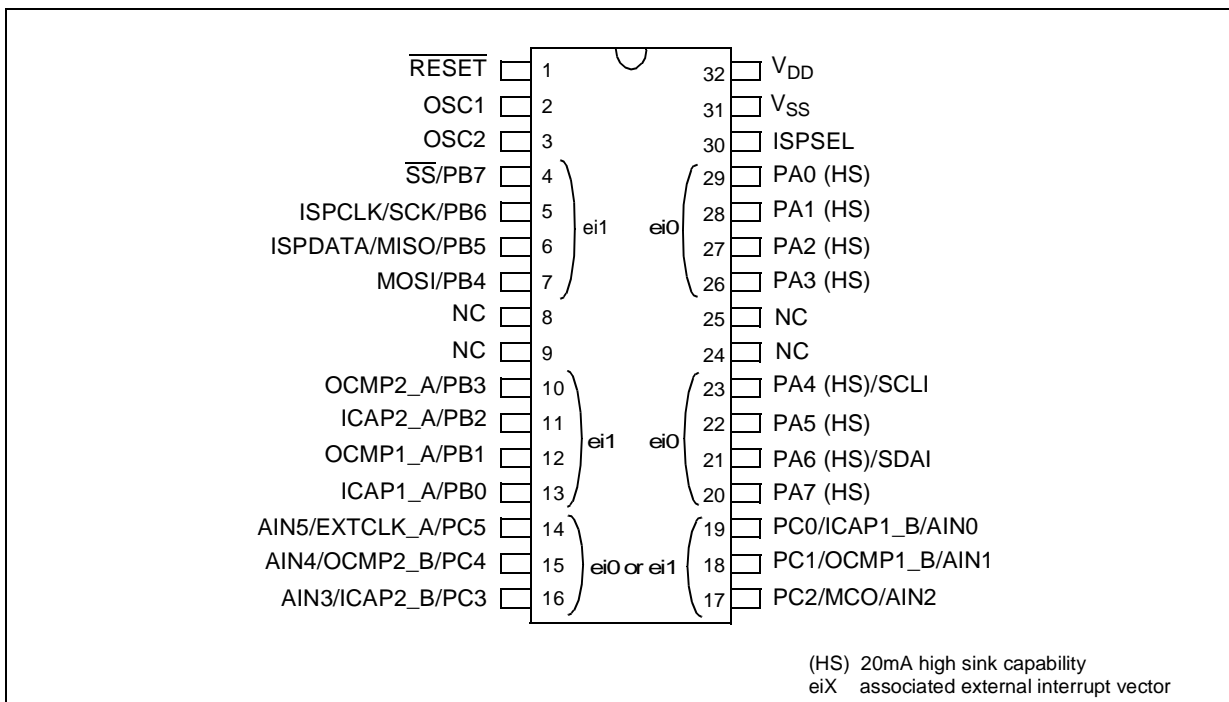 RESET 1 32 VDD
OSC1 2 31 VSS
OSC2 3 30 ISPSEL
SS/PB7 4 29 PA0 (HS)
ISPCLK/SCK/PB6 5 28 PA1 (HS)
ei1 ei0
ISPDATA/MISO/PB5 6 27 PA2 (HS)
MOSI/PB4 7 26 PA3 (HS)
NC 8 25 NC
NC 9 24 NC
OCMP2_A/PB3 10 23 PA4 (HS)/SCLI
ICAP2_A/PB2 11 22 PA5 (HS)
ei1 ei0
OCMP1_A/PB1 12 21 PA6 (HS)/SDAI
ICAP1_A/PB0 13 20 PA7 (HS)
AIN5/EXTCLK_A/PC5 14 19 PC0/ICAP1_B/AIN0
AIN4/OCMP2_B/PC4 15 ei0 or ei1 18 PC1/OCMP1_B/AIN1
AIN3/ICAP2_B/PC3 16 17 PC2/MCO/AIN2
(HS) 20mA high sink capability
eiX associated external interrupt vector